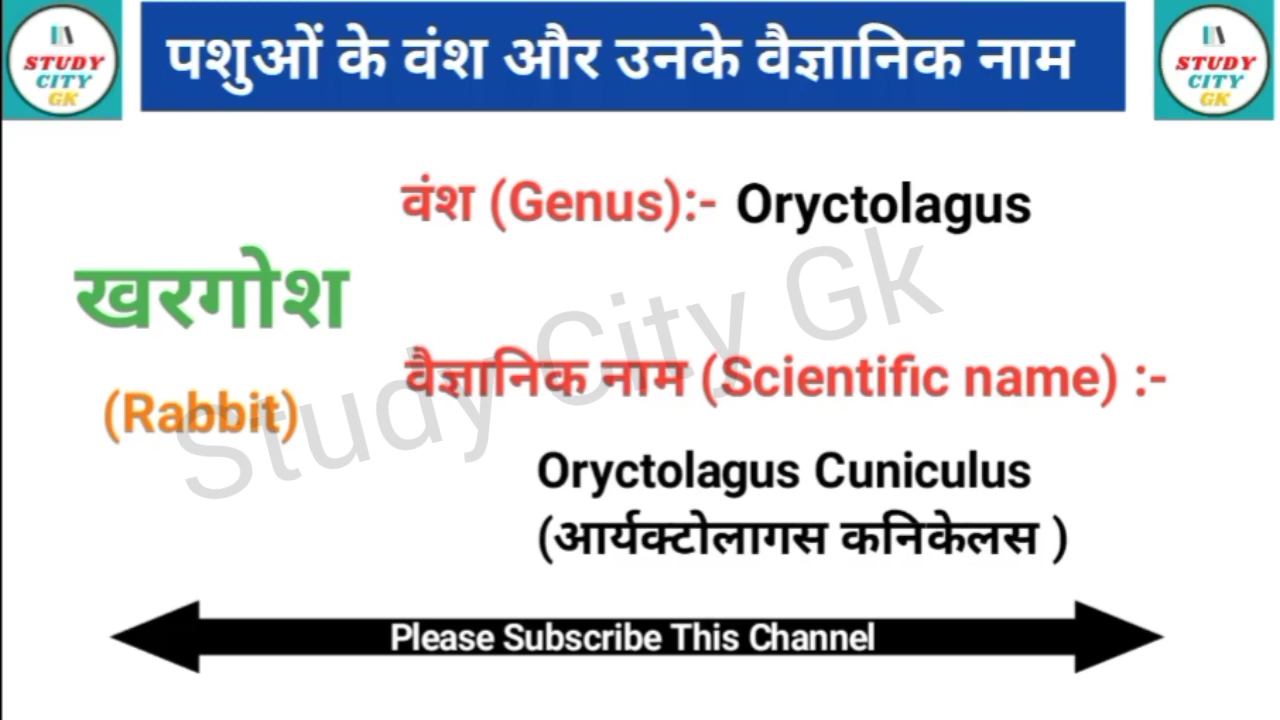 STUDY
CITY
GK
पशुओं के वंश और उनके वैज्ञानिक नाम
STUDY
CITY
GK
वंश (Genus):- Oryctolagus
खरगोश
(Rabbit)
वैज्ञानिक नाम (Scientific name) :-
Oryctolagus Cuniculus
(आर्यक्टोलागस कनिकेलस )
Study City Gk
Please Subscribe This Channel